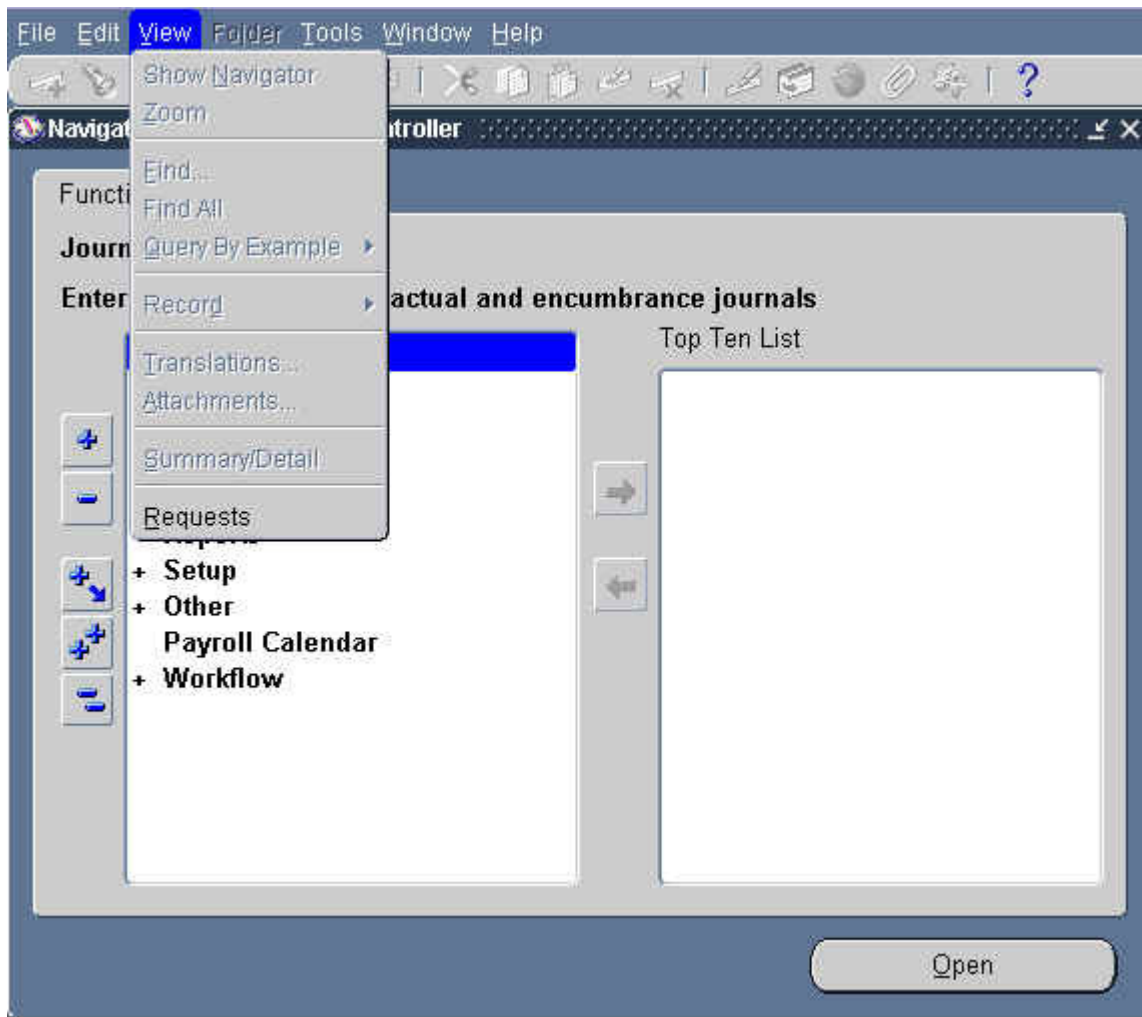 File Edit View Folder Tools Window Help
Show Navigator
Zoom
Find...
Find All
Query By Example
Record
Translations...
Attachments...
Summary/Detail
Requests
Navigat troller
Functi
Journ
Enter actual and encumbrance journals
Top Ten List
Reports
+ Setup
+ Other
Payroll Calendar
+ Workflow
Open